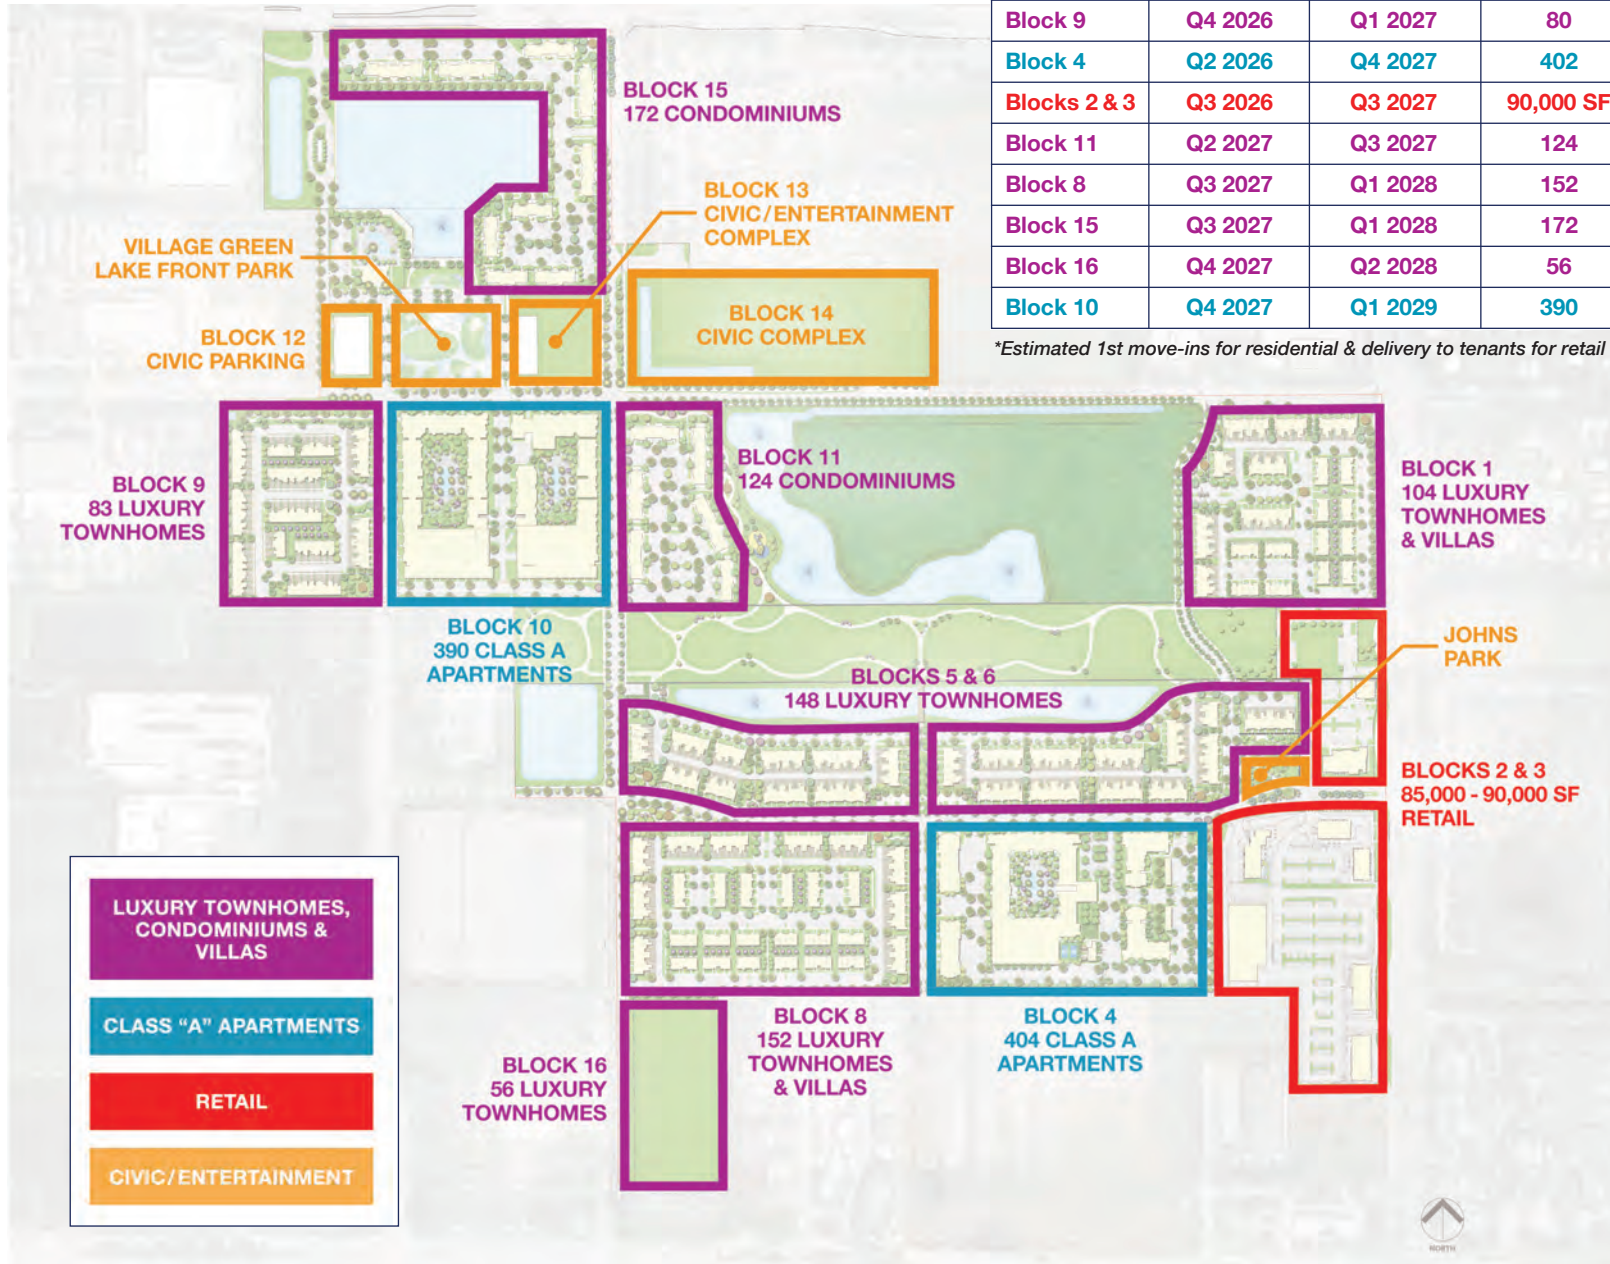 Block 9 Q4 2026 Q1 2027 80
Block 4 Q2 2026 Q4 2027 402
Blocks 2 & 3 Q3 2026 Q3 2027 90,000 SF
Block 11 Q2 2027 Q3 2027 124
Block 8 Q3 2027 Q1 2028 152
Block 15 Q3 2027 Q1 2028 172
Block 16 Q4 2027 Q2 2028 56
Block 10 Q4 2027 Q1 2029 390
*Estimated 1st move-ins for residential & delivery to tenants for retail
BLOCK 15
172 CONDOMINIUMS
BLOCK 13
CIVIC/ENTERTAINMENT
COMPLEX
VILLAGE GREEN
LAKE FRONT PARK
BLOCK 12
CIVIC PARKING
BLOCK 14
CIVIC COMPLEX
BLOCK 9
83 LUXURY
TOWNHOMES
BLOCK 11
124 CONDOMINIUMS
BLOCK 1
104 LUXURY
TOWNHOMES
& VILLAS
BLOCK 10
390 CLASS A
APARTMENTS
JOHNS
PARK
BLOCKS 5 & 6
148 LUXURY TOWNHOMES
BLOCKS 2 & 3
85,000 - 90,000 SF
RETAIL
LUXURY TOWNHOMES,
CONDOMINIUMS &
VILLAS
CLASS "A" APARTMENTS
RETAIL
CIVIC/ENTERTAINMENT
BLOCK 16
56 LUXURY
TOWNHOMES
BLOCK 8
152 LUXURY
TOWNHOMES
& VILLAS
BLOCK 4
404 CLASS A
APARTMENTS
NORTH